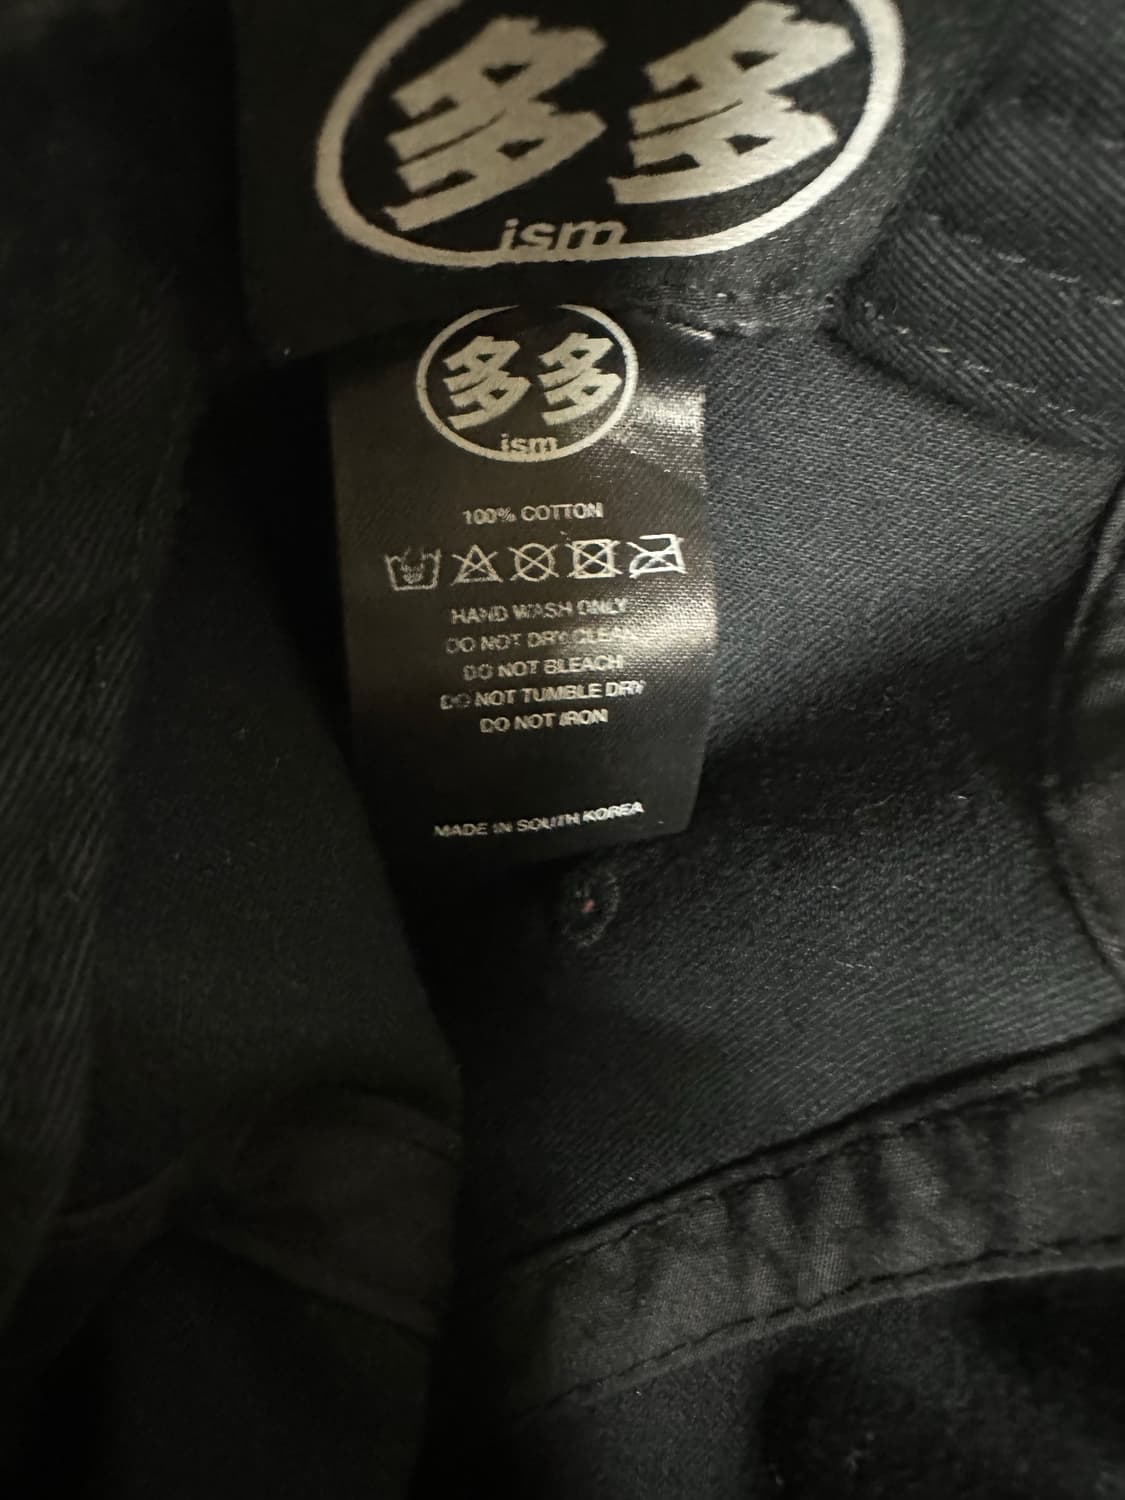 多多
ism
多多
ism
100% COTTON
HAND WASH ONLY
DO NOT DRY CLEAN
DO NOT BLEACH
DO NOT TUMBLE DRY
DO NOT IRON
MADE IN SOUTH KOREA